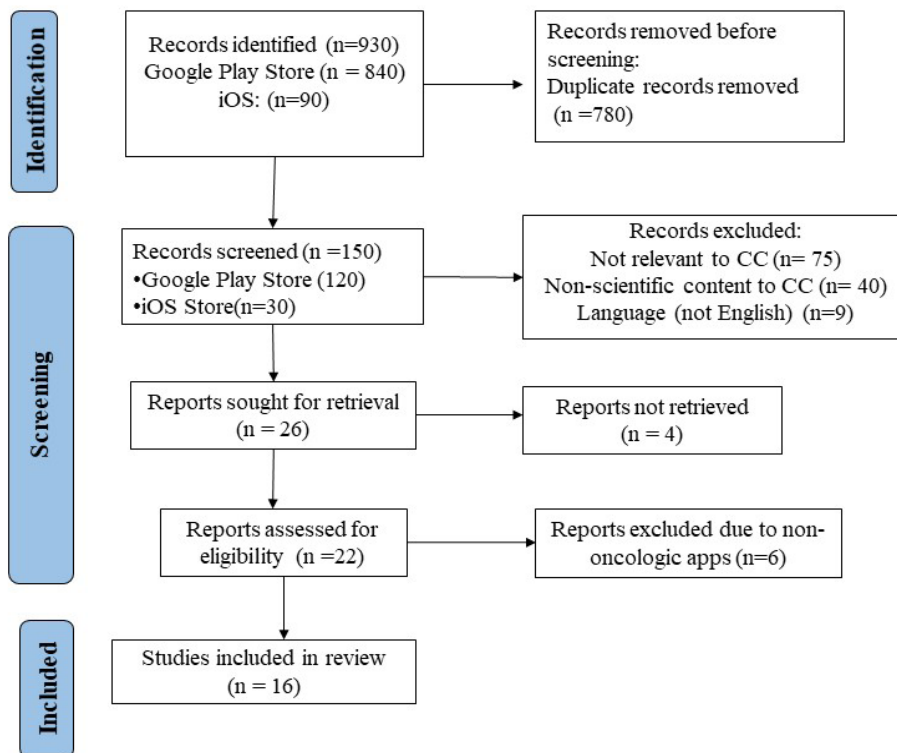 Identification
Records identified (n=930)
Google Play Store (n = 840)
iOS: (n=90)
Records removed before
screening:
Duplicate records removed
(n =780)
Screening
Records screened (n =150)
•Google Play Store (120)
•iOS Store(n=30)
Records excluded:
Not relevant to CC (n= 75)
Non-scientific content to CC (n= 40)
Language (not English) (n=9)
Reports sought for retrieval
(n = 26)
Reports not retrieved
(n = 4)
Reports assessed for
eligibility (n =22)
Reports excluded due to non-
oncologic apps (n=6)
Included
Studies included in review
(n = 16)